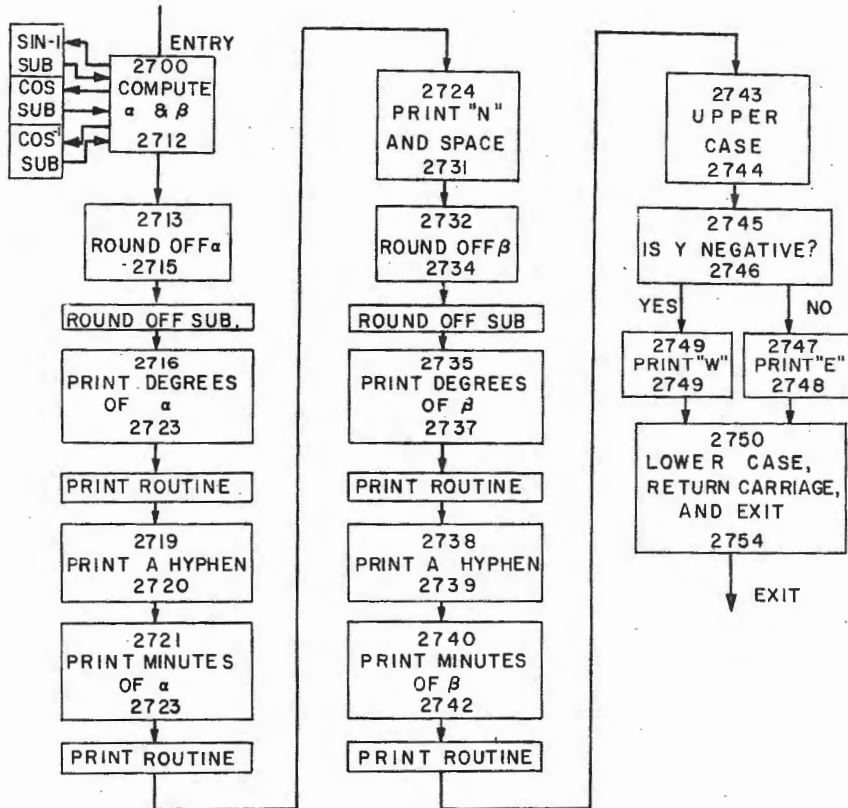 ENTRY
SIN-1
SUB
COS
SUB
COS-1
SUB
2700
COMPUTE
α & β
2712
2713
ROUND OFF α
2715
ROUND OFF SUB.
2716
PRINT DEGREES
OF α
2723
PRINT ROUTINE
2719
PRINT A HYPHEN
2720
2721
PRINT MINUTES
OF α
2723
PRINT ROUTINE
2724
PRINT "N"
AND SPACE
2731
2732
ROUND OFF β
2734
ROUND OFF SUB
2735
PRINT DEGREES
OF β
2737
PRINT ROUTINE
2738
PRINT A HYPHEN
2739
2740
PRINT MINUTES
OF β
2742
PRINT ROUTINE
2743
UPPER
CASE
2744
2745
IS Y NEGATIVE?
2746
YES
NO
2749
PRINT "W"
2749
2747
PRINT "E"
2748
2750
LOWER CASE,
RETURN CARRIAGE,
AND EXIT
2754
EXIT